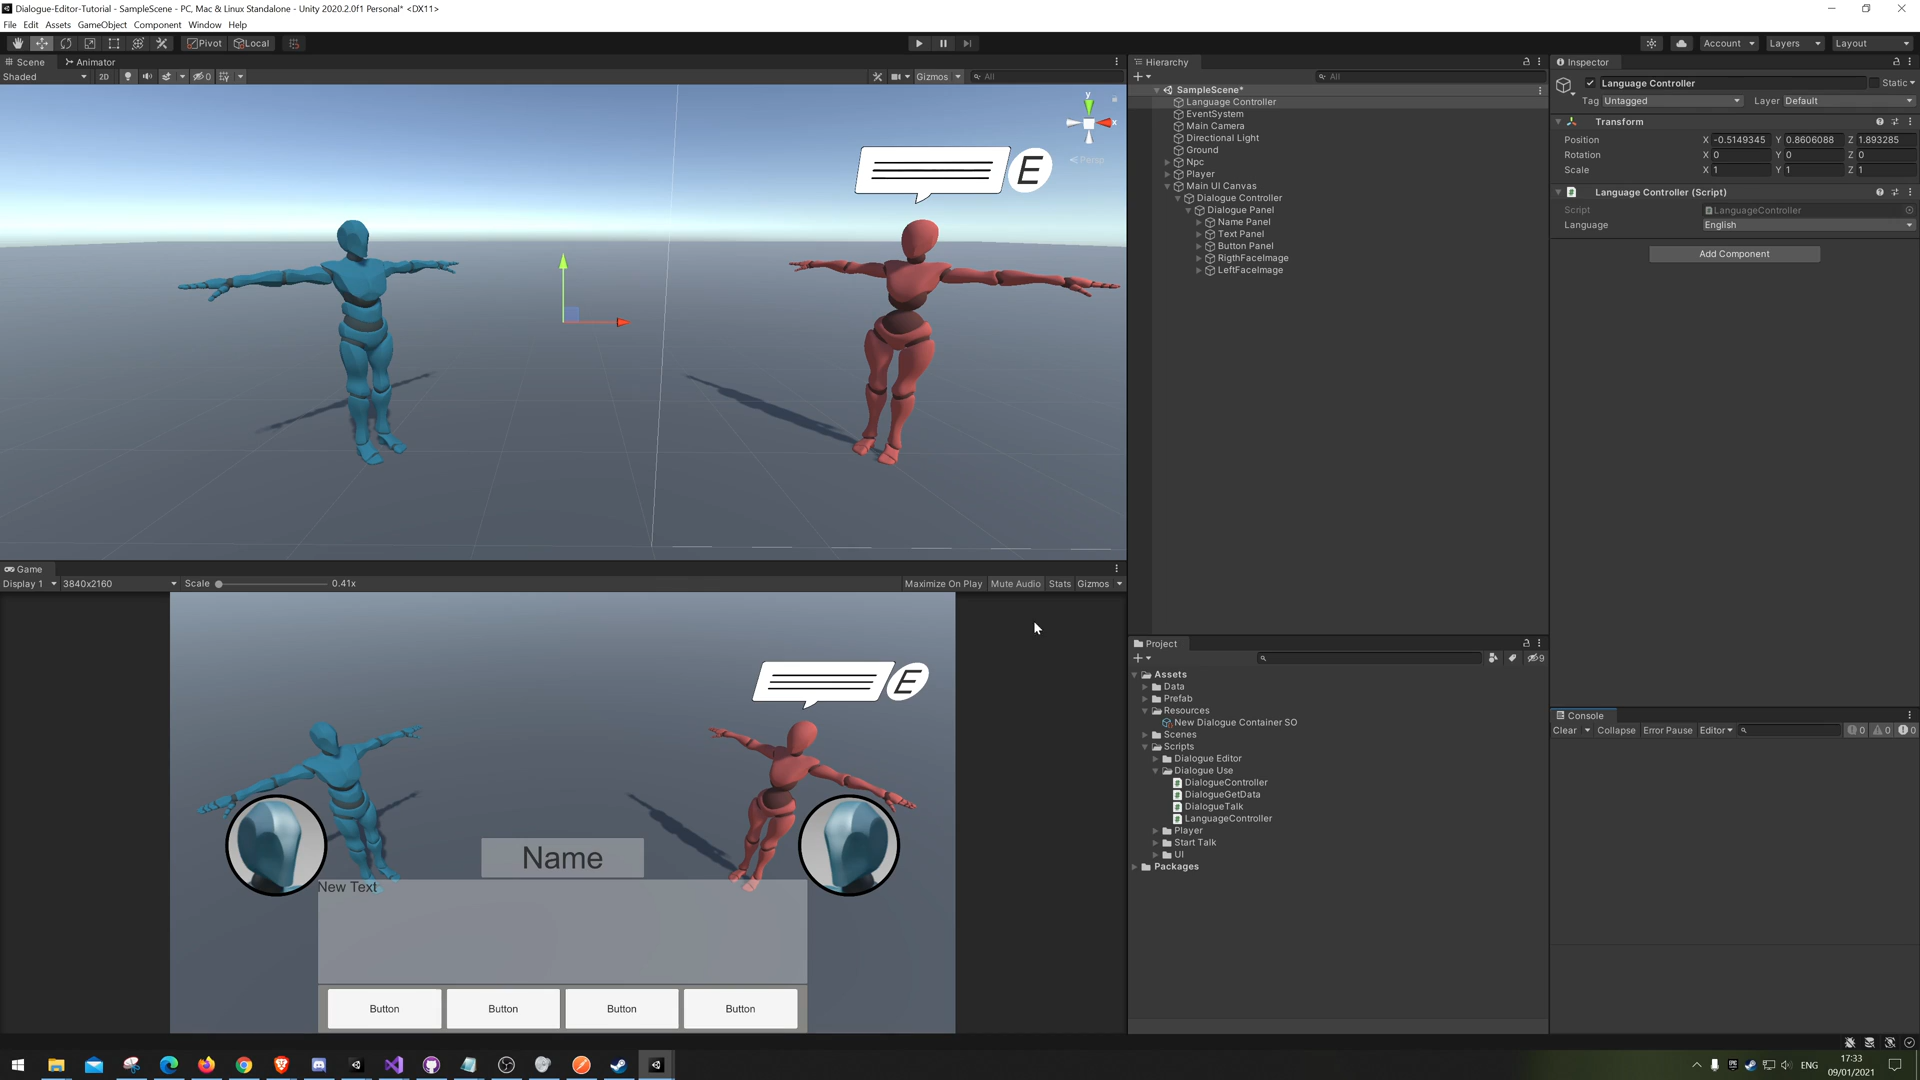 Dialogue-Editor-Tutorial - SampleScene - PC, Mac & Linux Standalone - Unity 2020.2.0f1 Personal* <DX11>
File Edit Assets GameObject Component Window Help
Pivot Local Account Layers Layout
Scene Animator
Shaded 2D 0 Gizmos All
y
x
Persp
E
Game
Display 1 3840x2160 Scale 0.41x Maximize On Play Mute Audio Stats Gizmos
E
Name
New Text
Button Button Button Button
Hierarchy
All
SampleScene*
Language Controller
EventSystem
Main Camera
Directional Light
Ground
Npc
Player
Main UI Canvas
Dialogue Controller
Dialogue Panel
Name Panel
Text Panel
Button Panel
RigthFaceImage
LeftFaceImage
Project
9
Assets
Data
Prefab
Resources
New Dialogue Container SO
Scenes
Scripts
Dialogue Editor
Dialogue Use
DialogueController
DialogueGetData
DialogueTalk
LanguageController
Player
Start Talk
UI
Packages
Inspector
Language Controller Static
Tag Untagged Layer Default
Transform
Position X -0.5149345 Y 0.8606088 Z 1.893285
Rotation X 0 Y 0 Z 0
Scale X 1 Y 1 Z 1
Language Controller (Script)
Script LanguageController
Language English
Add Component
Console
Clear Collapse Error Pause Editor 0 0 0
ENG
17:33
09/01/2021